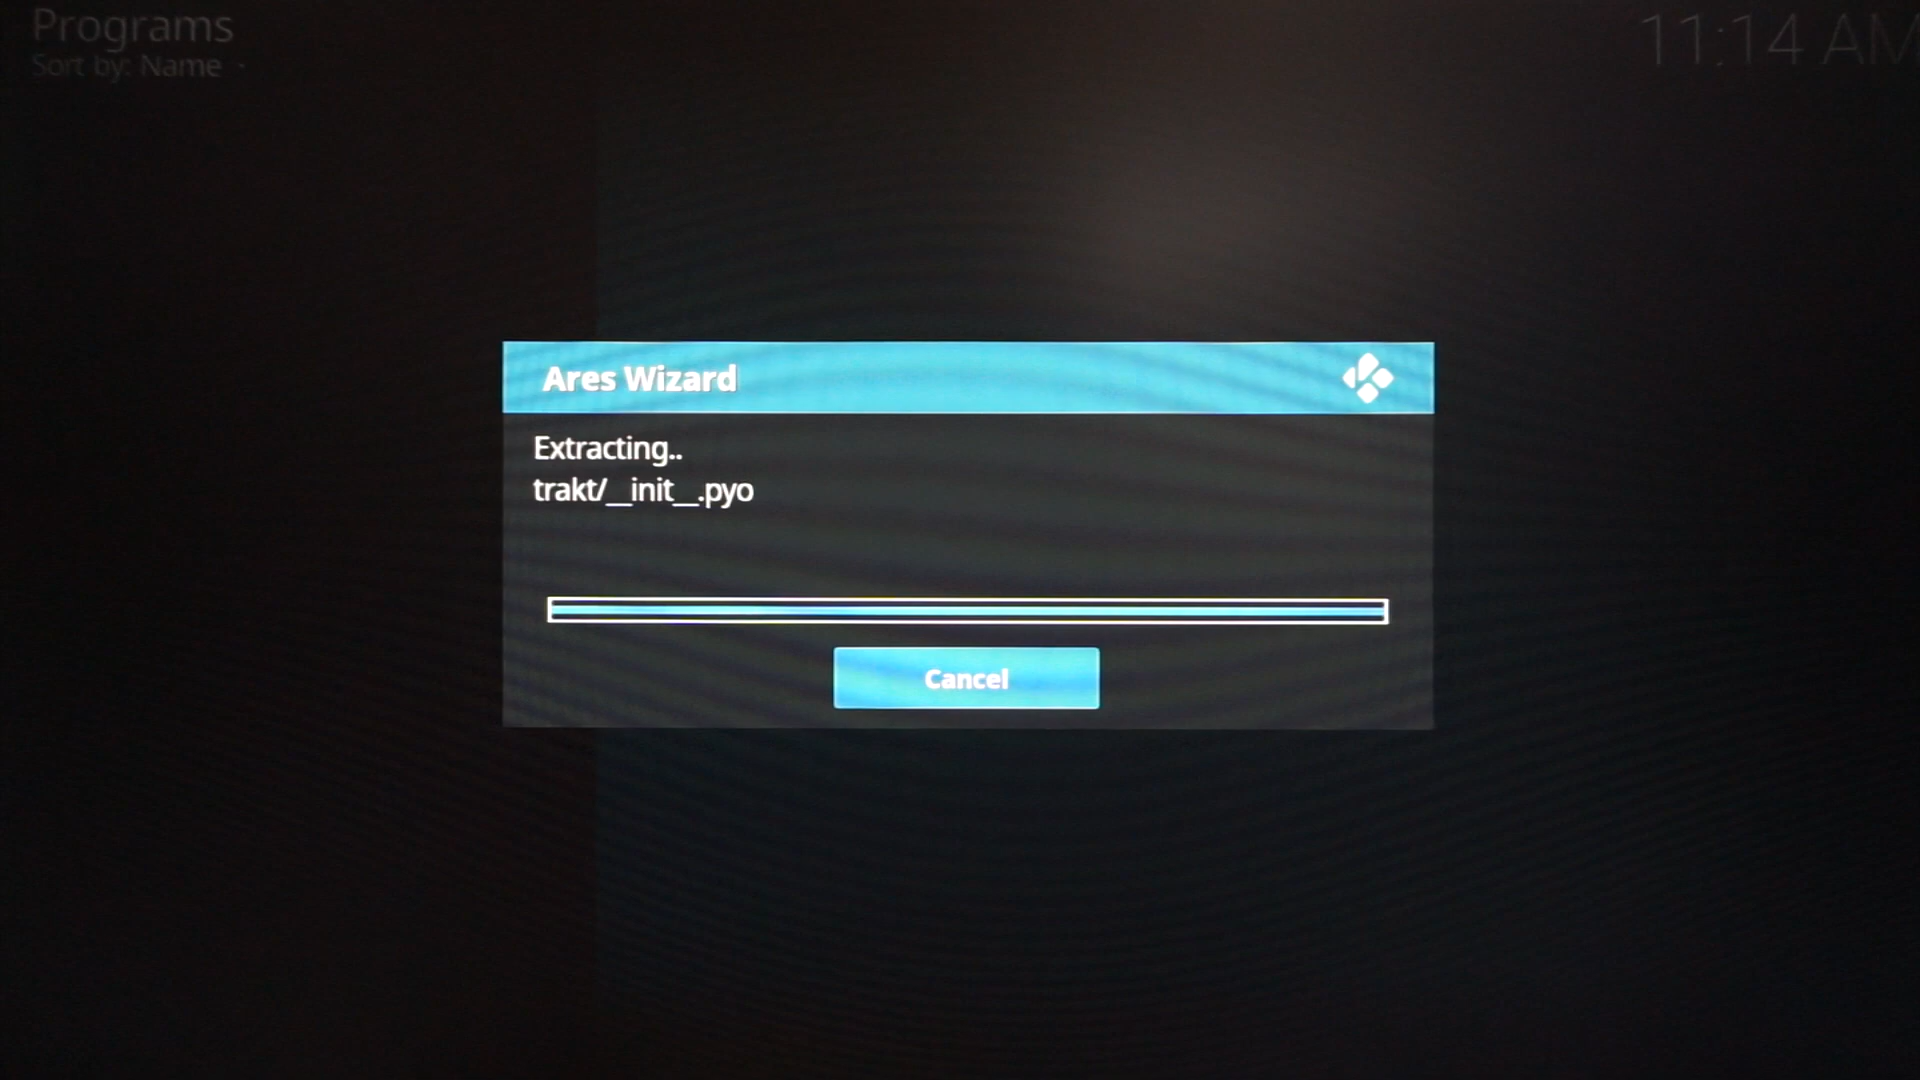 Programs
Sort by: Name ·
11:14 AM
Ares Wizard
Extracting..
trakt/__init__.pyo
Cancel